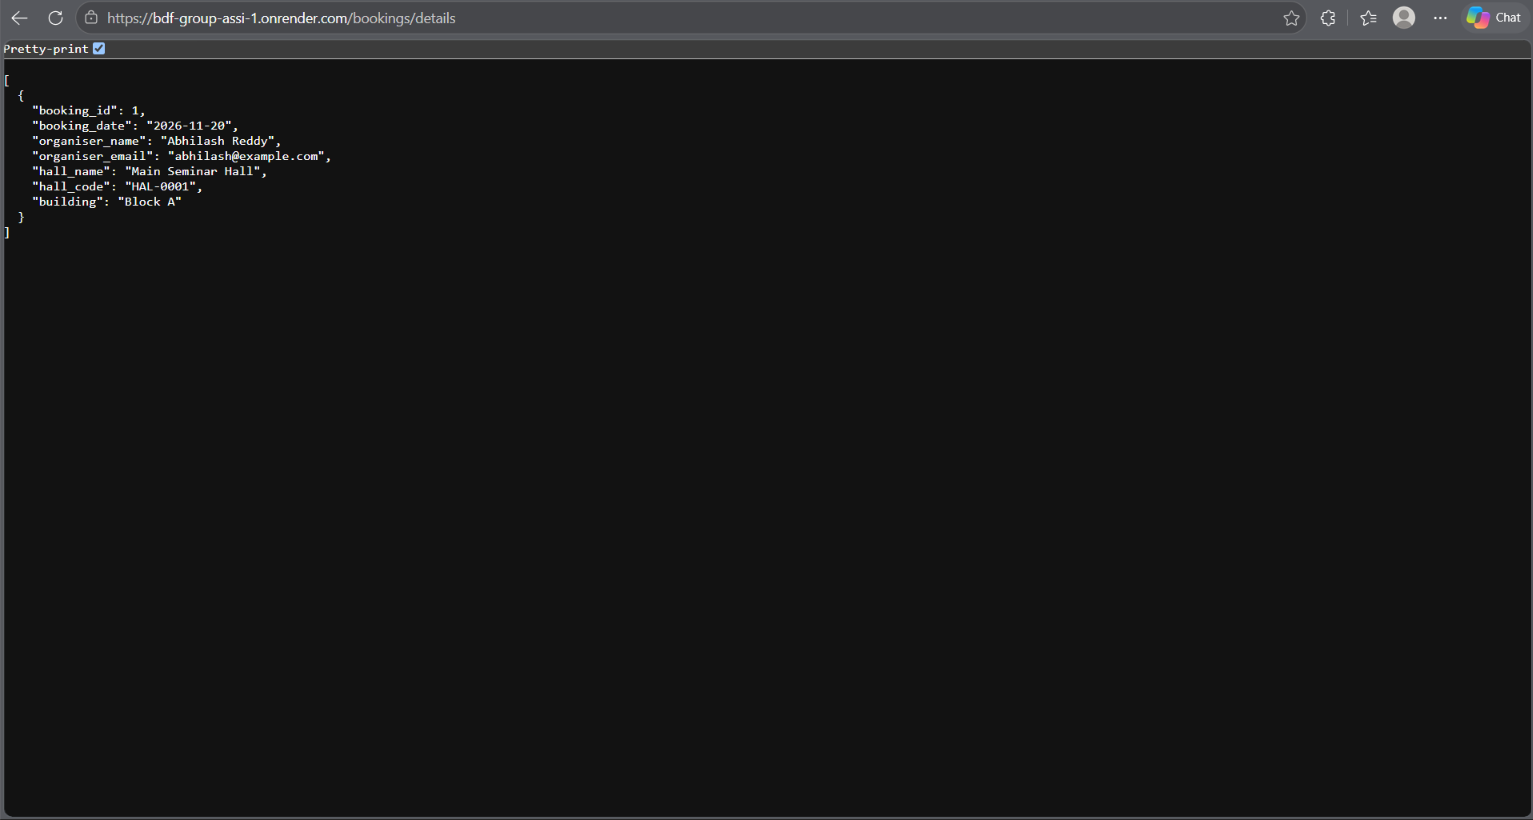 https://bdf-group-assi-1.onrender.com/bookings/details
Chat
Pretty-print
[
  {
    "booking_id": 1,
    "booking_date": "2026-11-20",
    "organiser_name": "Abhilash Reddy",
    "organiser_email": "abhilash@example.com",
    "hall_name": "Main Seminar Hall",
    "hall_code": "HAL-0001",
    "building": "Block A"
  }
]